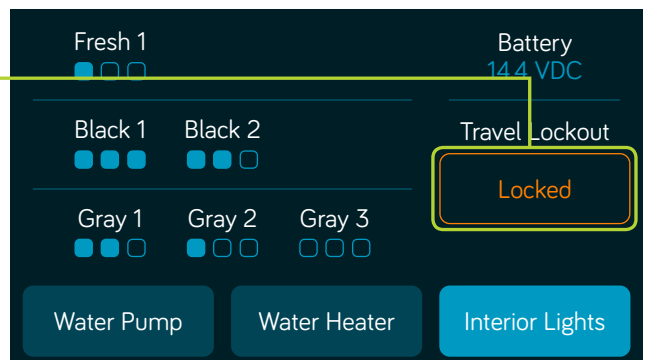 Fresh 1
Battery
14.4 VDC
Black 1 Black 2
Travel Lockout
Locked
Gray 1 Gray 2 Gray 3
Water Pump Water Heater Interior Lights